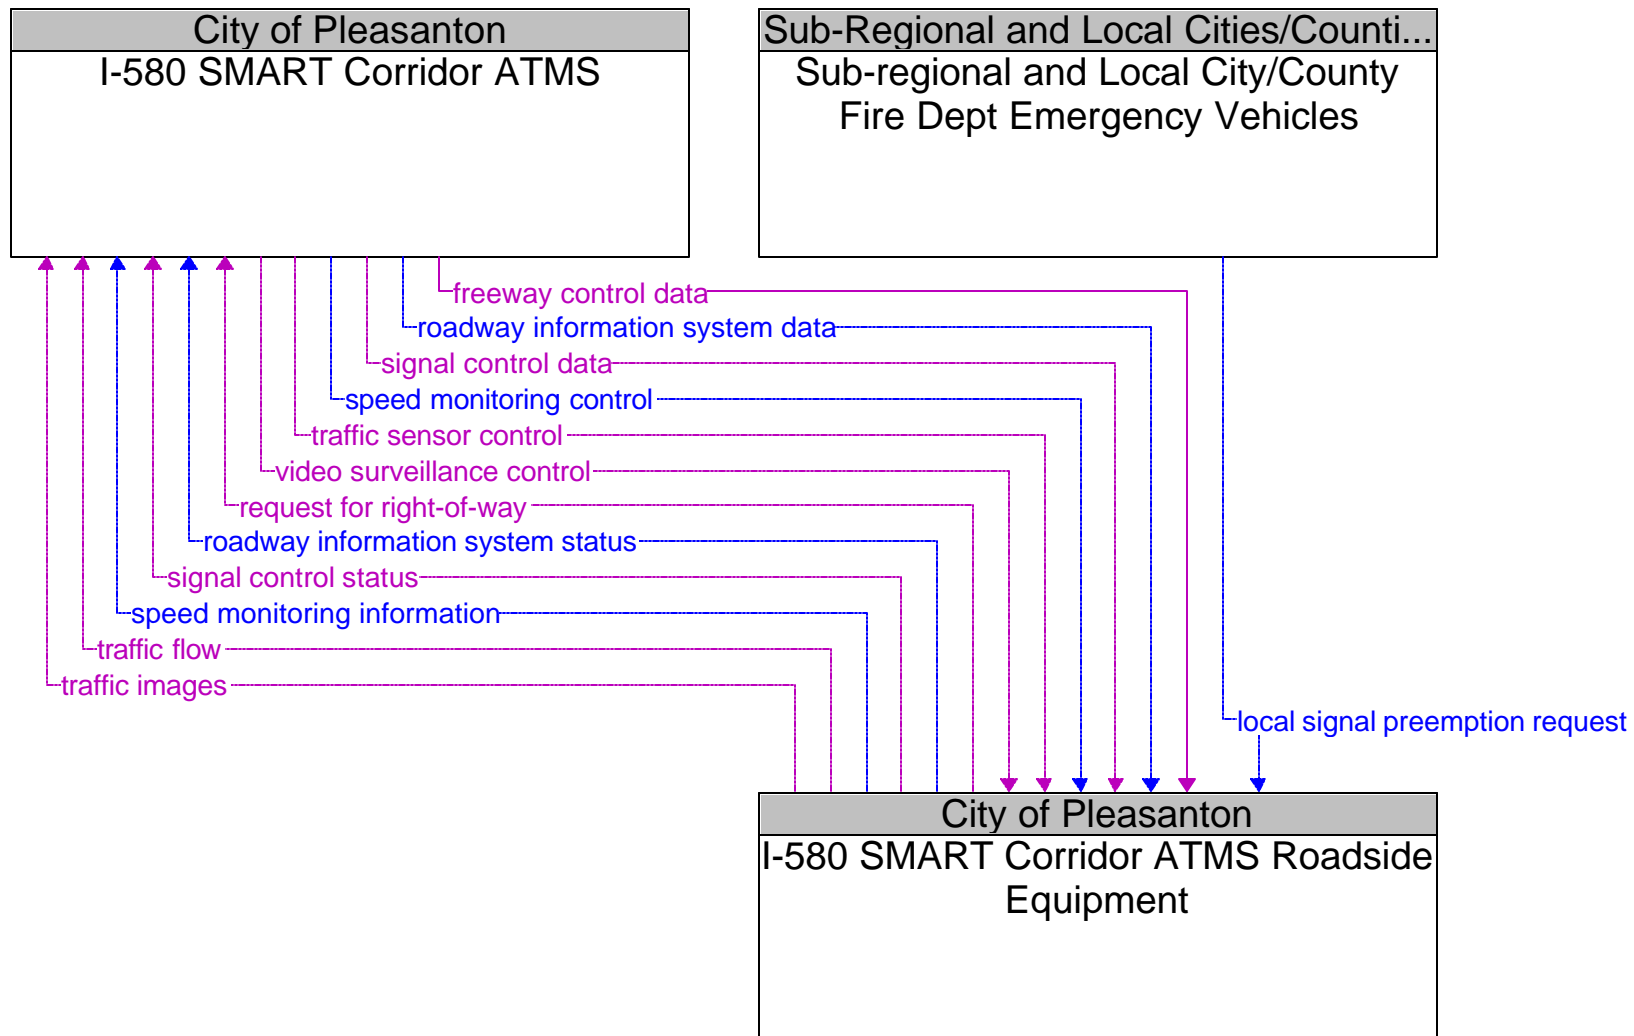 City of Pleasanton
I-580 SMART Corridor ATMS
Sub-Regional and Local Cities/Counti...
Sub-regional and Local City/County
Fire Dept Emergency Vehicles
freeway control data
roadway information system data
signal control data
speed monitoring control
traffic sensor control
video surveillance control
request for right-of-way
roadway information system status
signal control status
speed monitoring information
traffic flow
traffic images
local signal preemption request
City of Pleasanton
I-580 SMART Corridor ATMS Roadside
Equipment